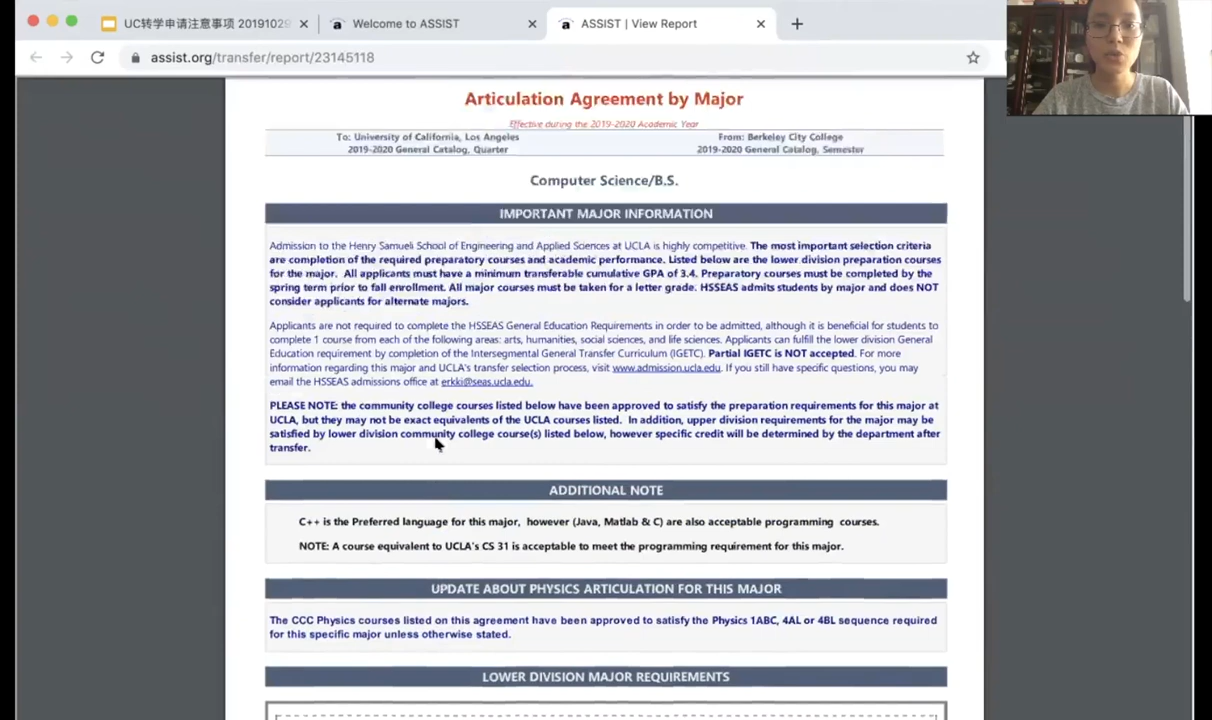 UC转学申请注意事项 20191029
Welcome to ASSIST
ASSIST | View Report
assist.org/transfer/report/23145118
Articulation Agreement by Major
Effective during the 2019-2020 Academic Year
To: University of California, Los Angeles
2019-2020 General Catalog, Quarter
From: Berkeley City College
2019-2020 General Catalog, Semester
Computer Science/B.S.
IMPORTANT MAJOR INFORMATION
Admission to the Henry Samueli School of Engineering and Applied Sciences at UCLA is highly competitive. The most important selection criteria
are completion of the required preparatory courses and academic performance. Listed below are the lower division preparation courses
for the major. All applicants must have a minimum transferable cumulative GPA of 3.4. Preparatory courses must be completed by the
spring term prior to fall enrollment. All major courses must be taken for a letter grade. HSSEAS admits students by major and does NOT
consider applicants for alternate majors.
Applicants are not required to complete the HSSEAS General Education Requirements in order to be admitted, although it is beneficial for students to
complete 1 course from each of the following areas: arts, humanities, social sciences, and life sciences. Applicants can fulfill the lower division General
Education requirement by completion of the Intersegmental General Transfer Curriculum (IGETC). Partial IGETC is NOT accepted. For more
information regarding this major and UCLA's transfer selection process, visit www.admission.ucla.edu. If you still have specific questions, you may
email the HSSEAS admissions office at erkki@seas.ucla.edu.
PLEASE NOTE: the community college courses listed below have been approved to satisfy the preparation requirements for this major at
UCLA, but they may not be exact equivalents of the UCLA courses listed. In addition, upper division requirements for the major may be
satisfied by lower division community college course(s) listed below, however specific credit will be determined by the department after
transfer.
ADDITIONAL NOTE
C++ is the Preferred language for this major, however (Java, Matlab & C) are also acceptable programming courses.
NOTE: A course equivalent to UCLA's CS 31 is acceptable to meet the programming requirement for this major.
UPDATE ABOUT PHYSICS ARTICULATION FOR THIS MAJOR
The CCC Physics courses listed on this agreement have been approved to satisfy the Physics 1ABC, 4AL or 4BL sequence required
for this specific major unless otherwise stated.
LOWER DIVISION MAJOR REQUIREMENTS